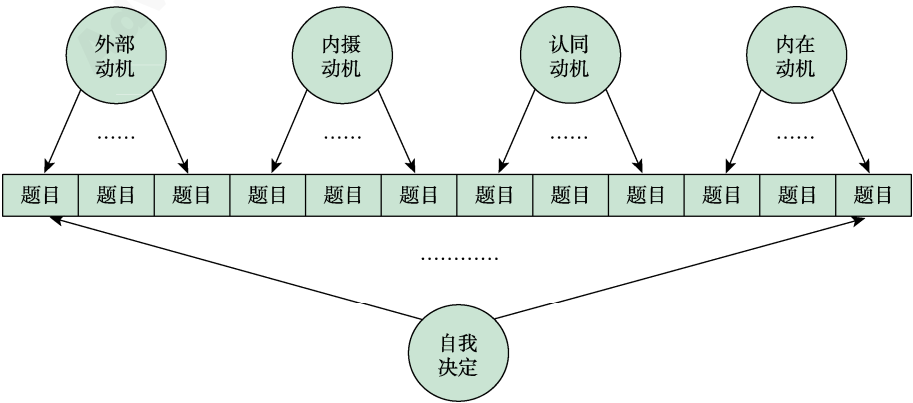 外部
动机
内摄
动机
认同
动机
内在
动机
…… …… …… ……
题目 题目 题目 题目 题目 题目 题目 题目 题目 题目 题目 题目
…………
自我
决定